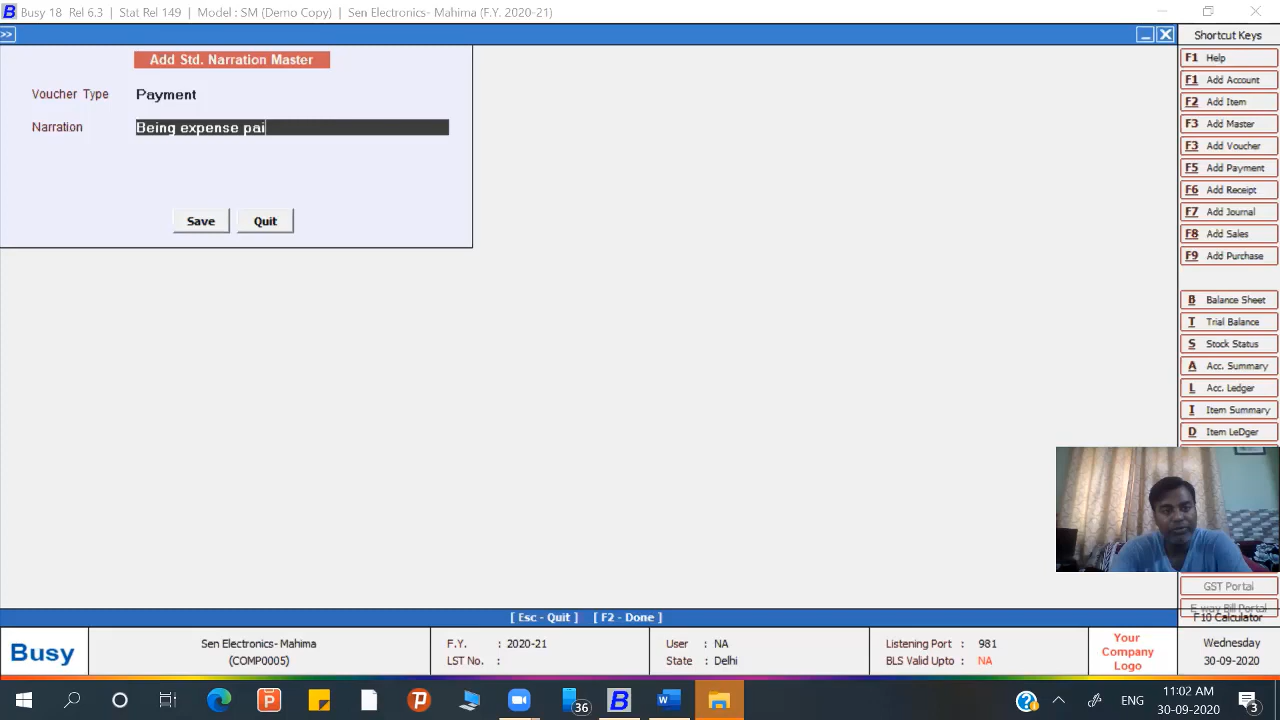 Busy 18 Rel 6.3 | Stat Rel 149 | Model : SM (Demo Copy) | Sen Electronics- Mahima (F.Y. 2020-21)
>>
Add Std. Narration Master
Voucher Type Payment
Narration Being expense pai
Save Quit
Shortcut Keys
F1 Help
F1 Add Account
F2 Add Item
F3 Add Master
F3 Add Voucher
F5 Add Payment
F6 Add Receipt
F7 Add Journal
F8 Add Sales
F9 Add Purchase
B Balance Sheet
T Trial Balance
S Stock Status
A Acc. Summary
L Acc. Ledger
I Item Summary
D Item LeDger
GST Portal
E-way Bill Portal
F10 Calculator
[ Esc - Quit ] [ F2 - Done ]
Busy
Sen Electronics- Mahima
(COMP0005)
F.Y. : 2020-21
LST No. :
User : NA
State : Delhi
Listening Port : 981
BLS Valid Upto : NA
Your
Company
Logo
Wednesday
30-09-2020
36
ENG
11:02 AM
30-09-2020
3